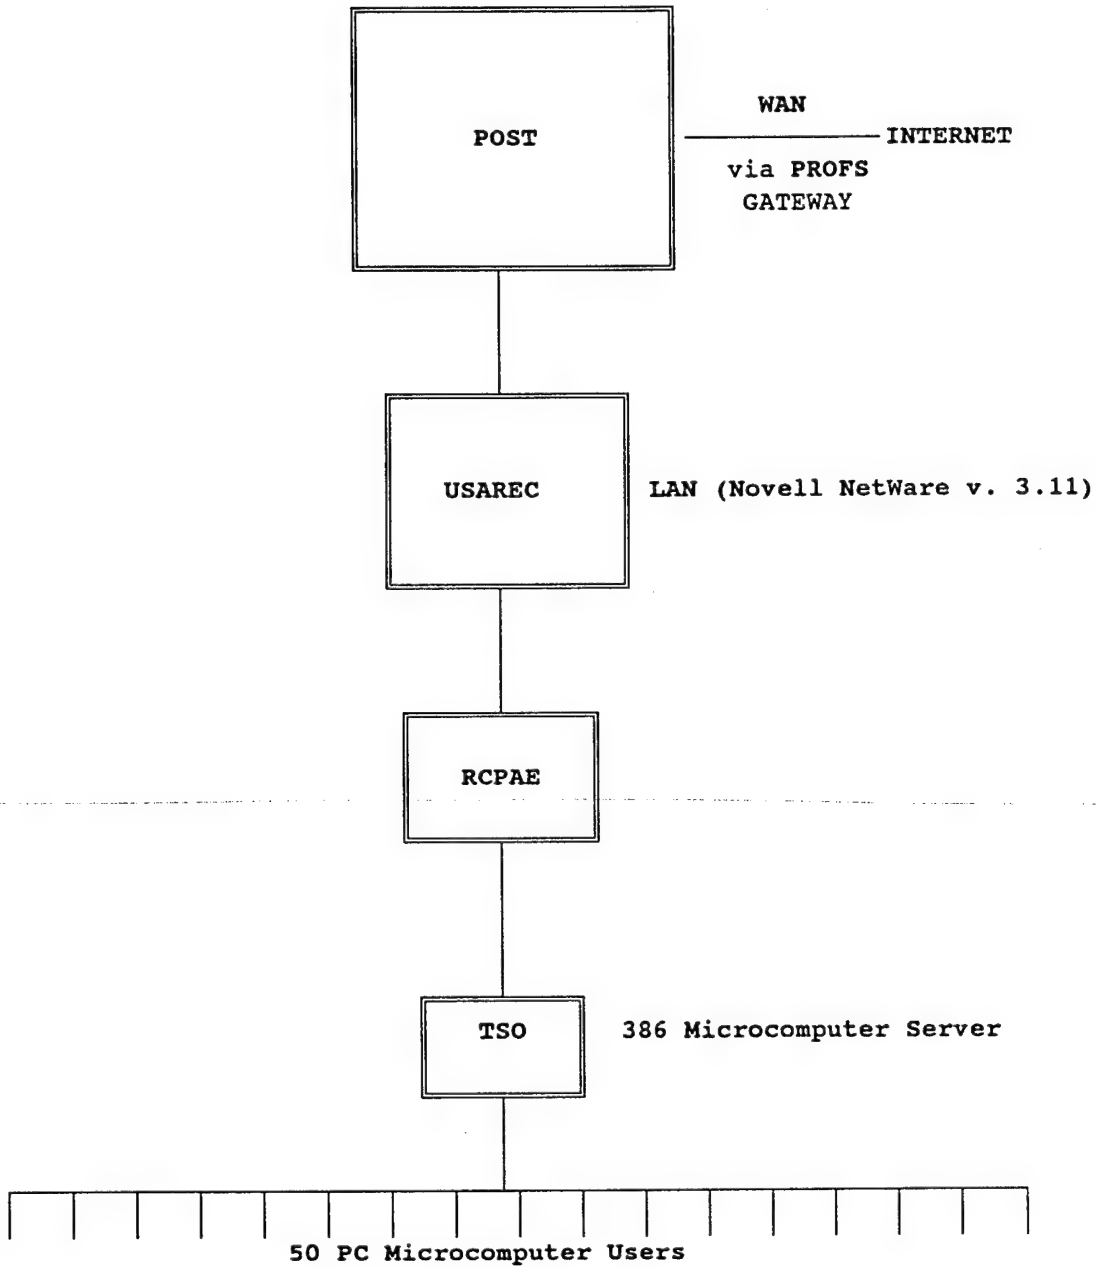 WAN
POST
INTERNET
via PROFS
GATEWAY
USAREC
LAN (Novell NetWare v. 3.11)
RCPAE
TSO
386 Microcomputer Server
50 PC Microcomputer Users